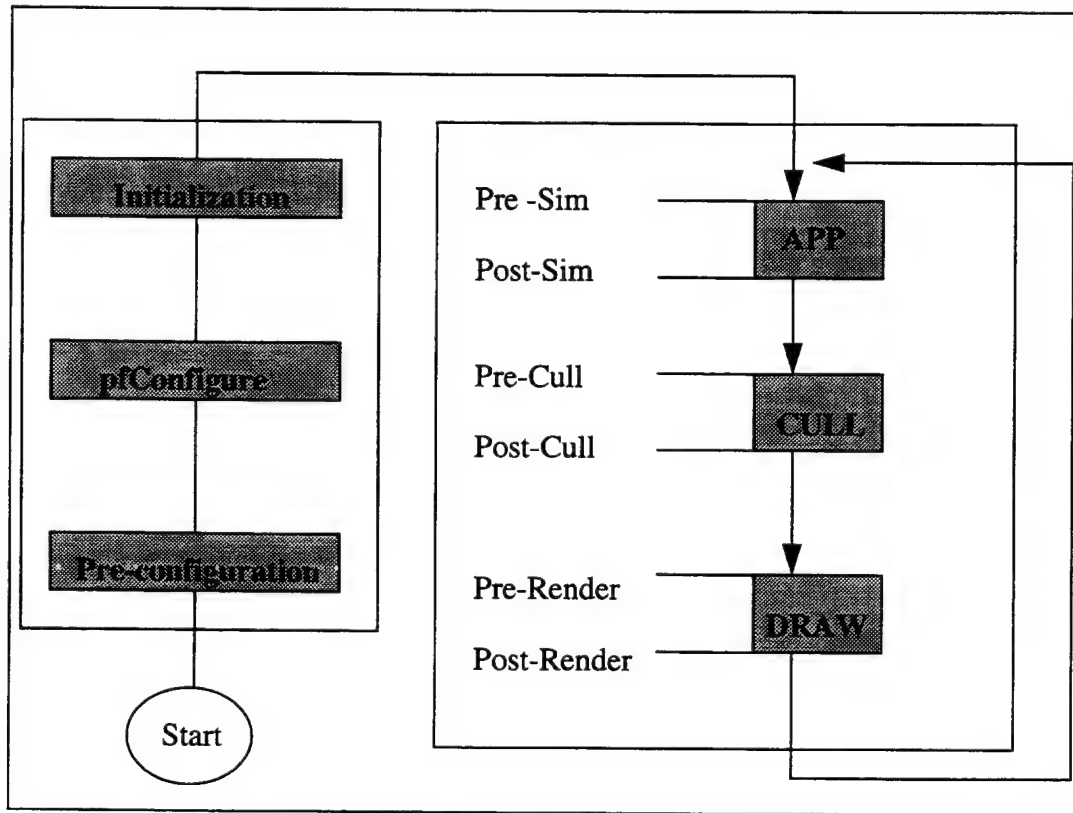 Initialization
pfConfigure
Pre-configuration
Start
Pre -Sim
APP
Post-Sim
Pre-Cull
CULL
Post-Cull
Pre-Render
DRAW
Post-Render